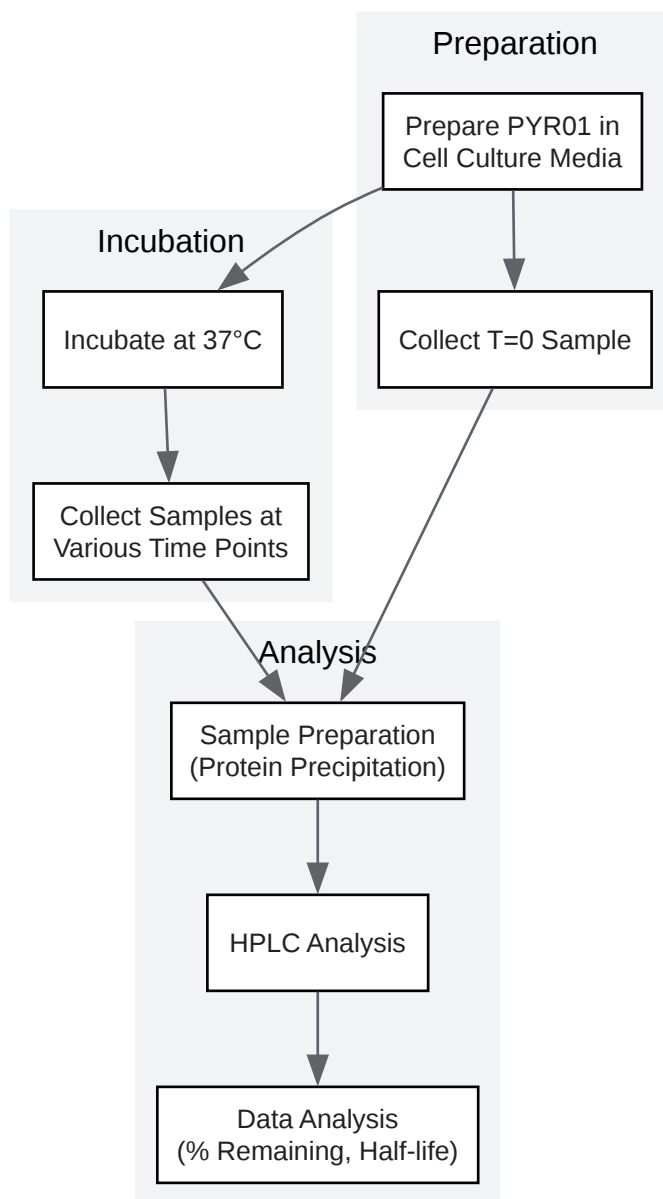 Preparation
Prepare PYR01 in
Cell Culture Media
Incubation
Incubate at 37°C
Collect T=0 Sample
Collect Samples at
Various Time Points
Analysis
Sample Preparation
(Protein Precipitation)
HPLC Analysis
Data Analysis
(% Remaining, Half-life)